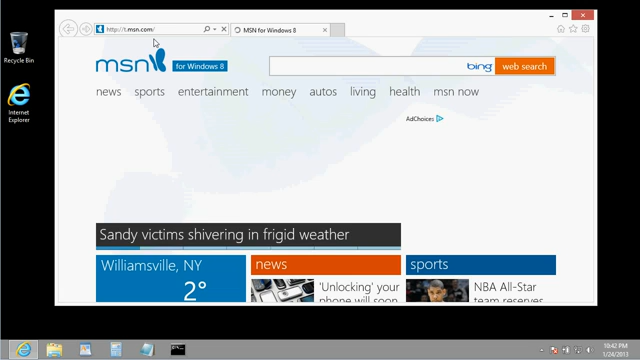 http://t.msn.com/
MSN for Windows 8
Recycle Bin
msn
for Windows 8
bing
web search
news
sports
entertainment
money
autos
living
health
msn now
Internet
Explorer
AdChoices
Sandy victims shivering in frigid weather
Williamsville, NY
2°
news
'Unlocking' your
phone will soon
sports
NBA All-Star
team reserves
10:42 PM
1/24/2013